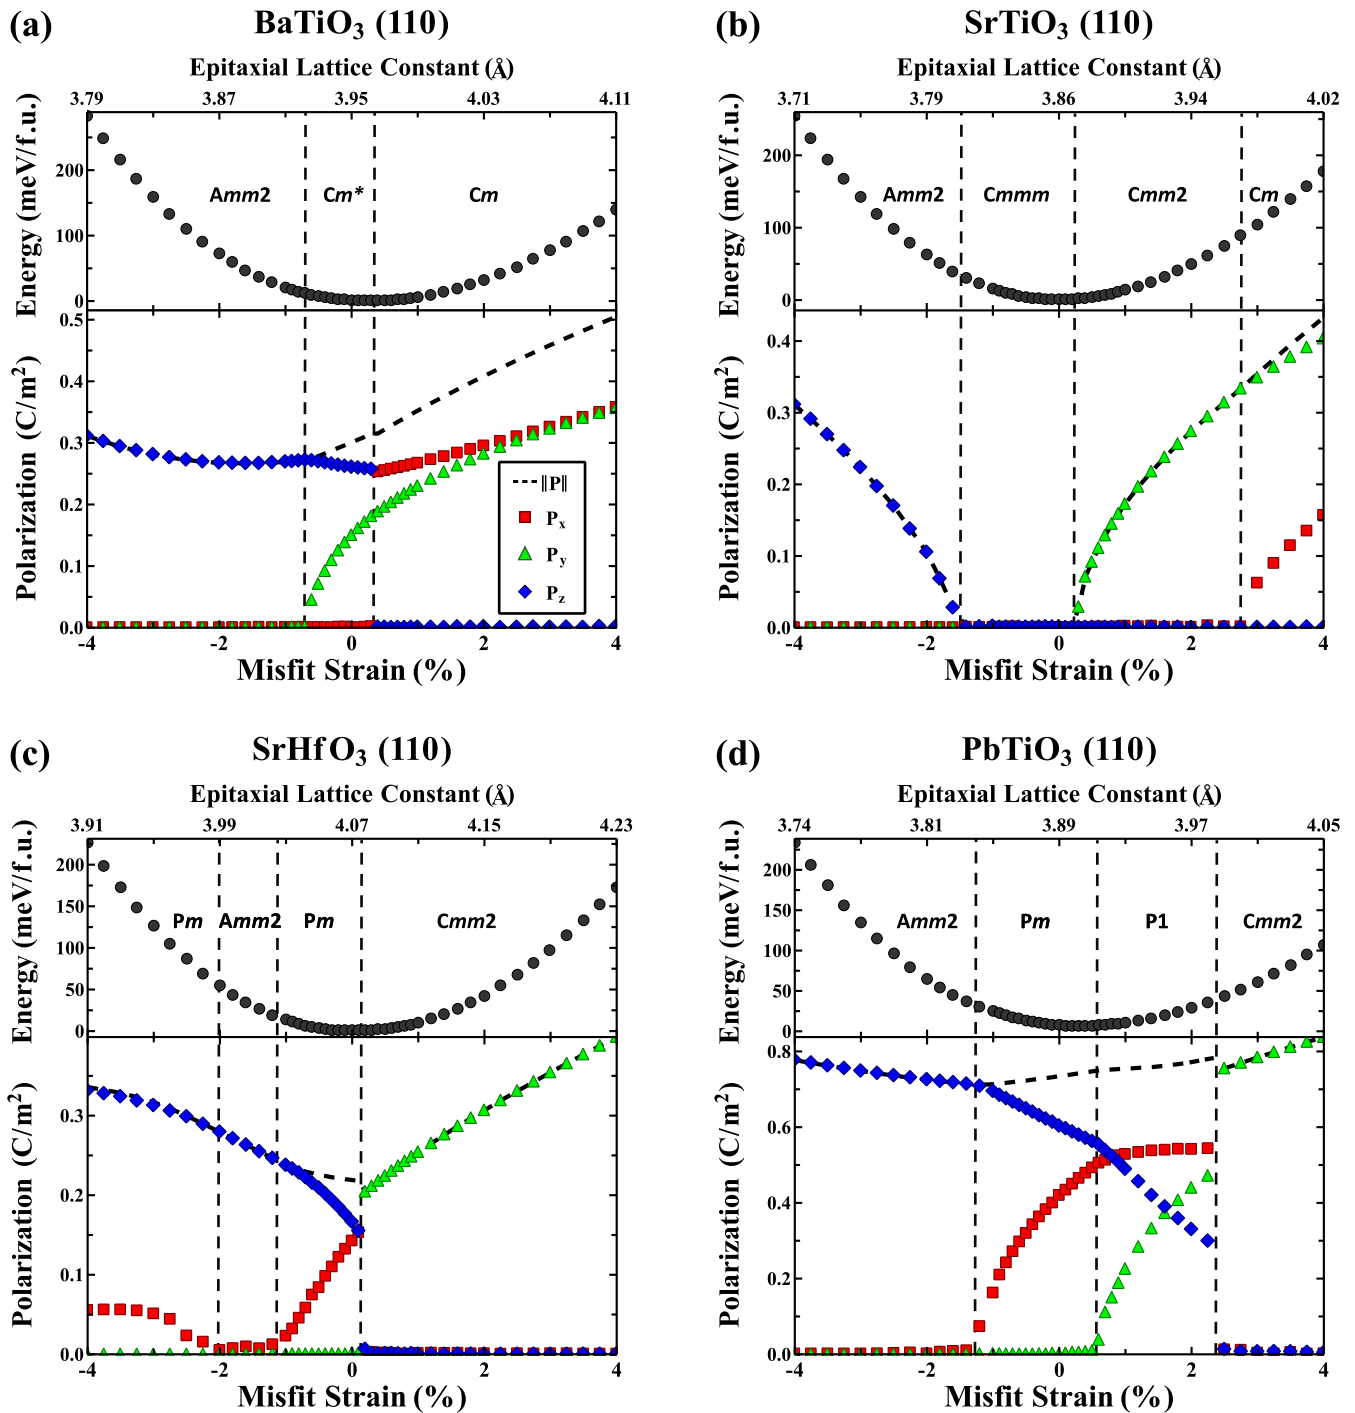 (a) BaTiO3 (110)
Epitaxial Lattice Constant (Å)
3.79 3.87 3.95 4.03 4.11
Energy (meV/f.u.)
200
100
0
Amm2 Cm* Cm
Polarization (C/m2)
0.5
0.4
0.3
0.2
0.1
0.0
||P||
Px
Py
Pz
-4 -2 0 2 4
Misfit Strain (%)
(b) SrTiO3 (110)
Epitaxial Lattice Constant (Å)
3.71 3.79 3.86 3.94 4.02
Energy (meV/f.u.)
200
100
0
Amm2 Cmmm Cmm2 Cm
Polarization (C/m2)
0.4
0.3
0.2
0.1
0.0
-4 -2 0 2 4
Misfit Strain (%)
(c) SrHfO3 (110)
Epitaxial Lattice Constant (Å)
3.91 3.99 4.07 4.15 4.23
Energy (meV/f.u.)
200
150
100
50
0
Pm Amm2 Pm Cmm2
Polarization (C/m2)
0.3
0.2
0.1
0.0
-4 -2 0 2 4
Misfit Strain (%)
(d) PbTiO3 (110)
Epitaxial Lattice Constant (Å)
3.74 3.81 3.89 3.97 4.05
Energy (meV/f.u.)
200
150
100
50
0
Amm2 Pm P1 Cmm2
Polarization (C/m2)
0.8
0.6
0.4
0.2
0.0
-4 -2 0 2 4
Misfit Strain (%)